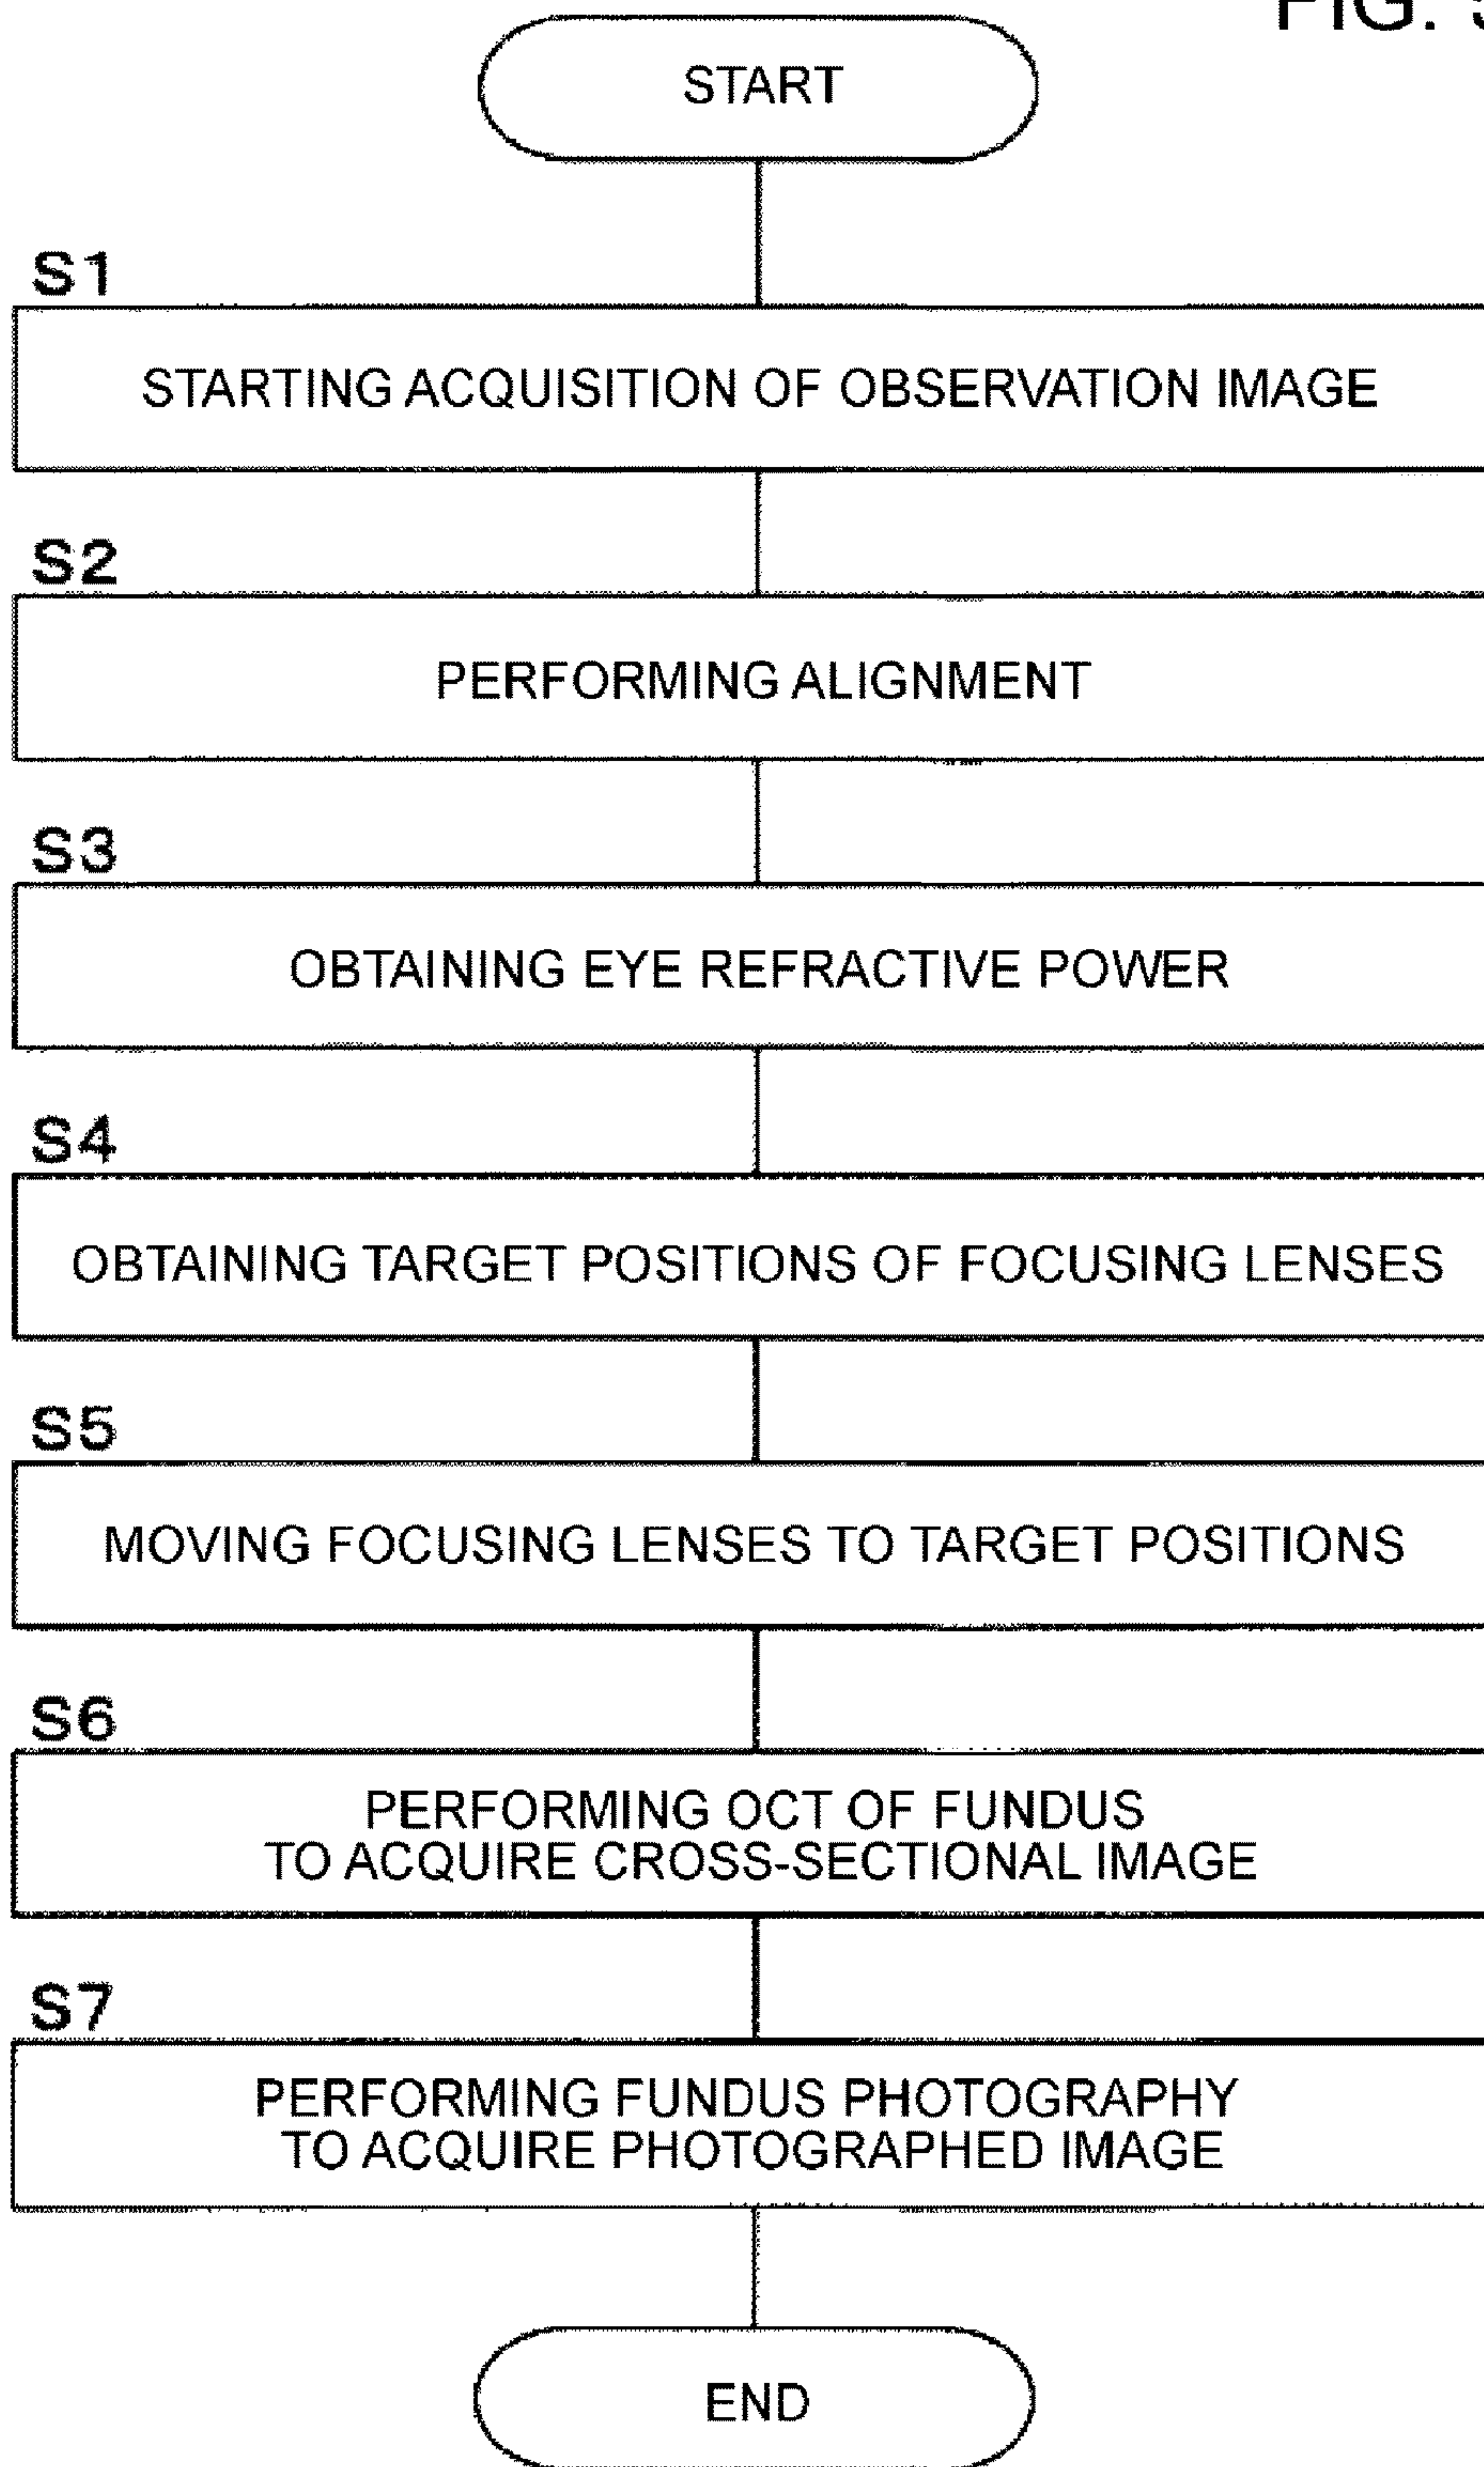 FIG. 5
START
S1
STARTING ACQUISITION OF OBSERVATION IMAGE
S2
PERFORMING ALIGNMENT
S3
OBTAINING EYE REFRACTIVE POWER
S4
OBTAINING TARGET POSITIONS OF FOCUSING LENSES
S5
MOVING FOCUSING LENSES TO TARGET POSITIONS
S6
PERFORMING OCT OF FUNDUS
TO ACQUIRE CROSS-SECTIONAL IMAGE
S7
PERFORMING FUNDUS PHOTOGRAPHY
TO ACQUIRE PHOTOGRAPHED IMAGE
END